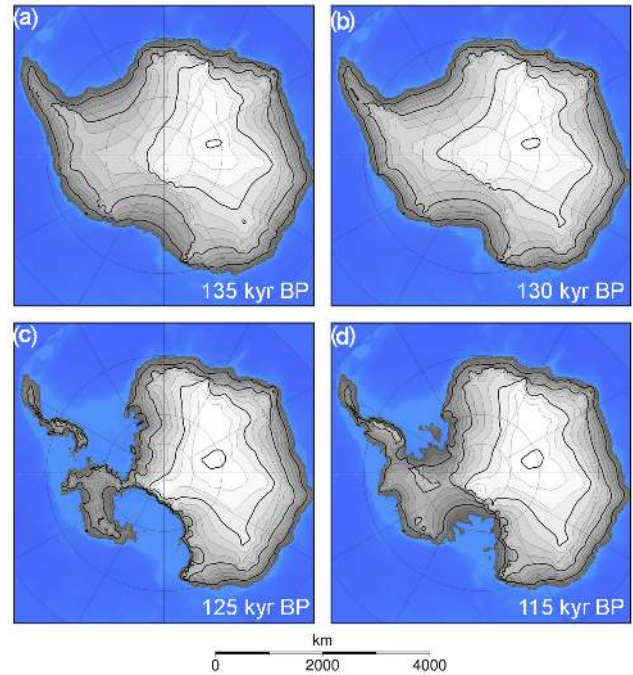 (a)
135 kyr BP
(b)
130 kyr BP
(c)
125 kyr BP
(d)
115 kyr BP
km
0 2000 4000